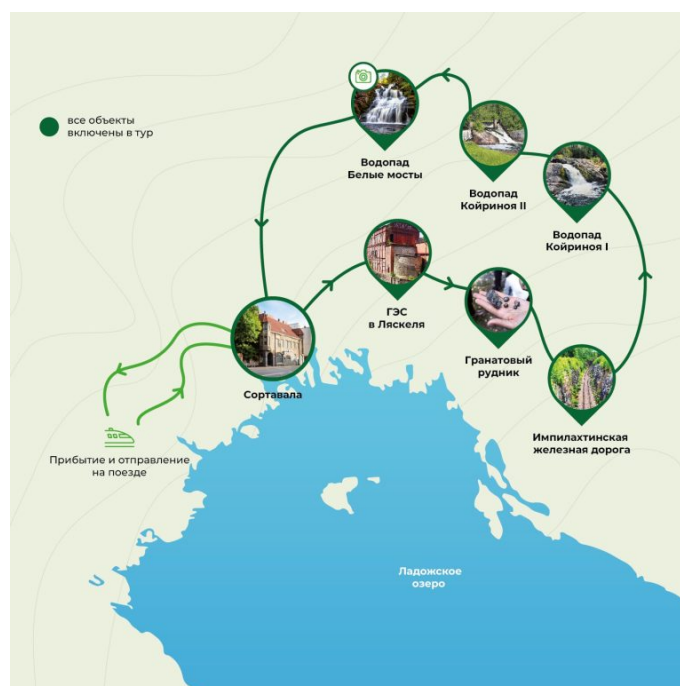 все объекты
включены в тур
Водопад
Белые мосты
Водопад
Койриноя II
Водопад
Койриноя I
ГЭС
в Ляскеля
Гранатовый
рудник
Сортавала
Импилахтинская
железная дорога
Прибытие и отправление
на поезде
Ладожское
озеро